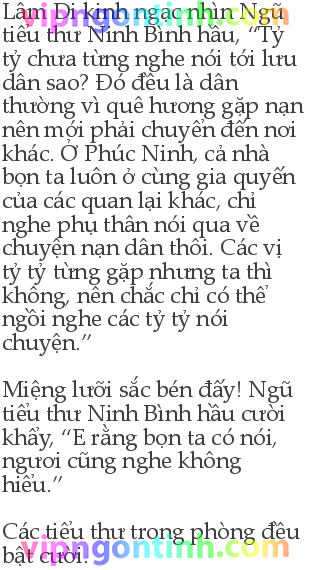 vipngontinh.com
Lâm Di kinh ngạc nhìn Ngũ
tiểu thư Ninh Bình hầu, “Tỷ
tỷ chưa từng nghe nói tới lưu
dân sao? Đó đều là dân
thường vì quê hương gặp nạn
nên mới phải chuyển đến nơi
khác. Ở Phúc Ninh, cả nhà
bọn ta luôn ở cùng gia quyến
của các quan lại khác, chỉ
nghe phụ thân nói qua về
chuyện nạn dân thôi. Các vị
tỷ tỷ từng gặp nhưng ta thì
không, nên chắc chỉ có thể
ngồi nghe các tỷ tỷ nói
chuyện.”
Miệng lưỡi sắc bén đấy! Ngũ
tiểu thư Ninh Bình hầu cười
khẩy, “E rằng bọn ta có nói,
ngươi cũng nghe không
hiểu.”
Các tiểu thư trong phòng đều
bật cười.
vipngontinh.com